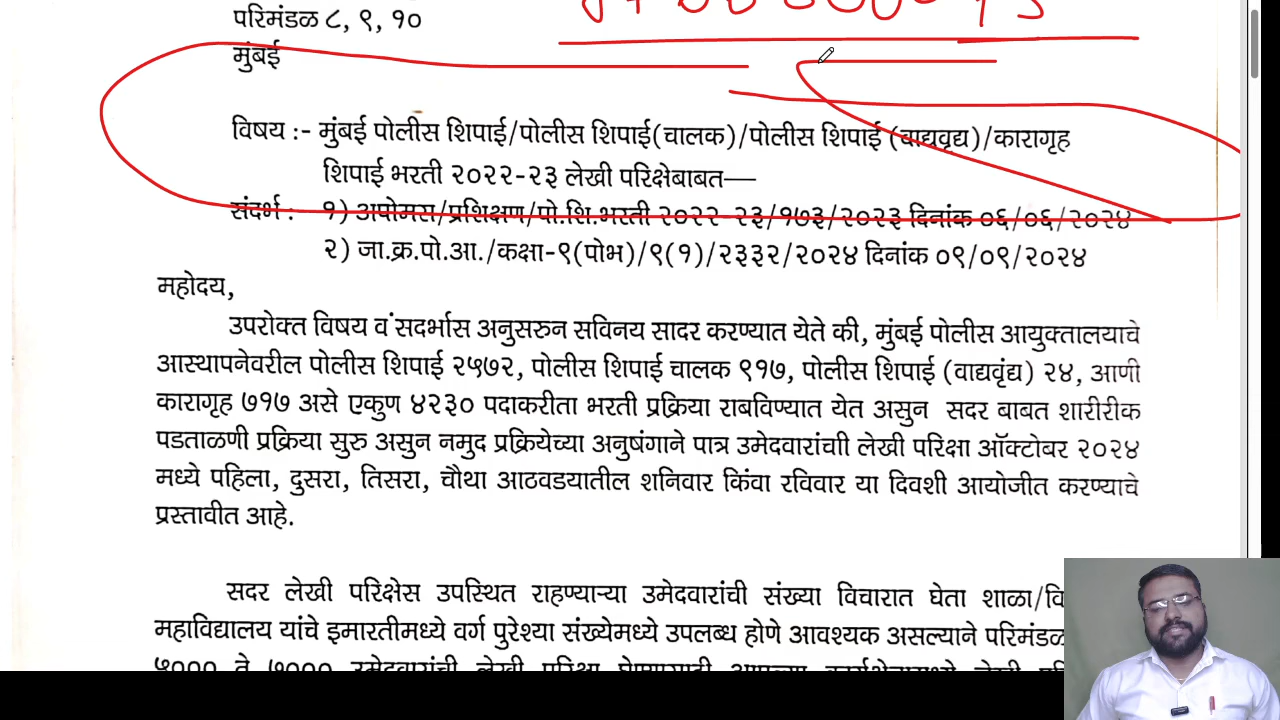 परिमंडळ ८, ९, १०
मुंबई
विषय :- मुंबई पोलीस शिपाई/पोलीस शिपाई(चालक)/पोलीस शिपाई (वाद्यवृध्द)/कारागृह
शिपाई भरती २०२२-२३ लेखी परिक्षेबाबत—
संदर्भ : १) अपोमस/प्रशिक्षण/पो.शि.भरती २०२२-२३/१७३/२०२३ दिनांक ०६/०६/२०२४
२) जा.क्र.पो.आ./कक्षा-९(पोभ)/९(१)/२३३२/२०२४ दिनांक ०९/०९/२०२४
महोदय,
उपरोक्त विषय व संदर्भास अनुसरुन सविनय सादर करण्यात येते की, मुंबई पोलीस आयुक्तालयाचे
आस्थापनेवरील पोलीस शिपाई २५७२, पोलीस शिपाई चालक ९१७, पोलीस शिपाई (वाद्यवृंध्द) २४, आणी
कारागृह ७१७ असे एकुण ४२३० पदाकरीता भरती प्रक्रिया राबविण्यात येत असुन सदर बाबत शारीरीक
पडताळणी प्रक्रिया सुरु असुन नमुद प्रक्रियेच्या अनुषंगाने पात्र उमेदवारांची लेखी परिक्षा ऑक्टोबर २०२४
मध्ये पहिला, दुसरा, तिसरा, चौथा आठवडयातील शनिवार किंवा रविवार या दिवशी आयोजीत करण्याचे
प्रस्तावीत आहे.
सदर लेखी परिक्षेस उपस्थित राहण्याऱ्या उमेदवारांची संख्या विचारात घेता शाळा/वि
महाविद्यालय यांचे इमारतीमध्ये वर्ग पुरेश्या संख्येमध्ये उपलब्ध होणे आवश्यक असल्याने परिमंडळ
५००० ते ७००० उमेदवारांची लेखी परिक्षा